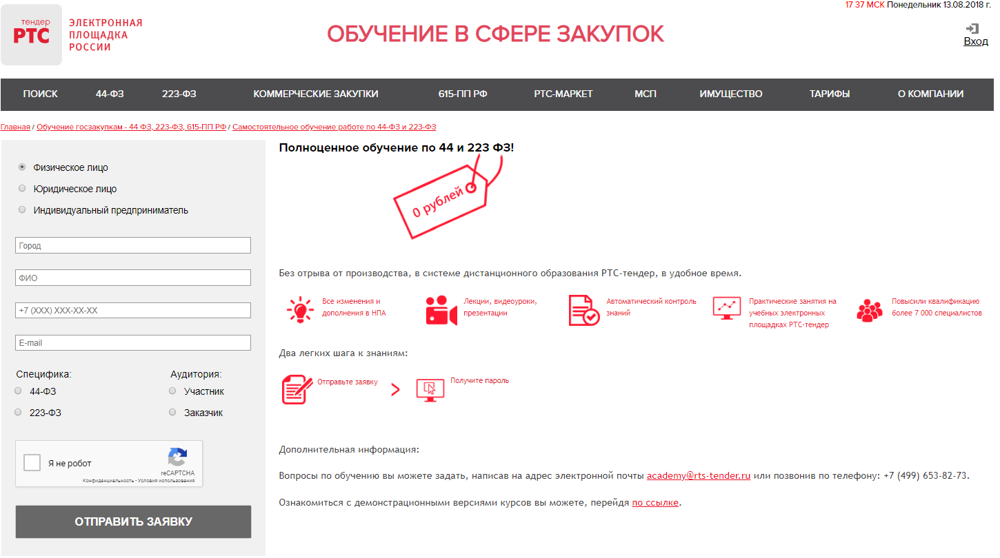 17 37 МСК Понедельник 13.08.2018 г.
тендер
РТС
ЭЛЕКТРОННАЯ
ПЛОЩАДКА
РОССИИ
ОБУЧЕНИЕ В СФЕРЕ ЗАКУПОК
Вход
ПОИСК 44-ФЗ 223-ФЗ КОММЕРЧЕСКИЕ ЗАКУПКИ 615-ПП РФ РТС-МАРКЕТ МСП ИМУЩЕСТВО ТАРИФЫ О КОМПАНИИ
Главная / Обучение госзакупкам - 44 ФЗ, 223-ФЗ, 615-ПП РФ / Самостоятельное обучение работе по 44-ФЗ и 223-ФЗ
Физическое лицо
Юридическое лицо
Индивидуальный предприниматель
Город
ФИО
+7 (XXX) XXX-XX-XX
E-mail
Специфика:
44-ФЗ
223-ФЗ
Аудитория:
Участник
Заказчик
Я не робот
reCAPTCHA
Конфиденциальность - Условия использования
ОТПРАВИТЬ ЗАЯВКУ
Полноценное обучение по 44 и 223 ФЗ!
0 рублей
Без отрыва от производства, в системе дистанционного образования РТС-тендер, в удобное время.
Все изменения и
дополнения в НПА
Лекции, видеоуроки,
презентации
Автоматический контроль
знаний
Практические занятия на
учебных электронных
площадках РТС-тендер
Повысили квалификацию
более 7 000 специалистов
Два легких шага к знаниям:
Отправьте заявку
>
Получите пароль
Дополнительная информация:
Вопросы по обучению вы можете задать, написав на адрес электронной почты academy@rts-tender.ru или позвонив по телефону: +7 (499) 653-82-73.
Ознакомиться с демонстрационными версиями курсов вы можете, перейдя по ссылке.